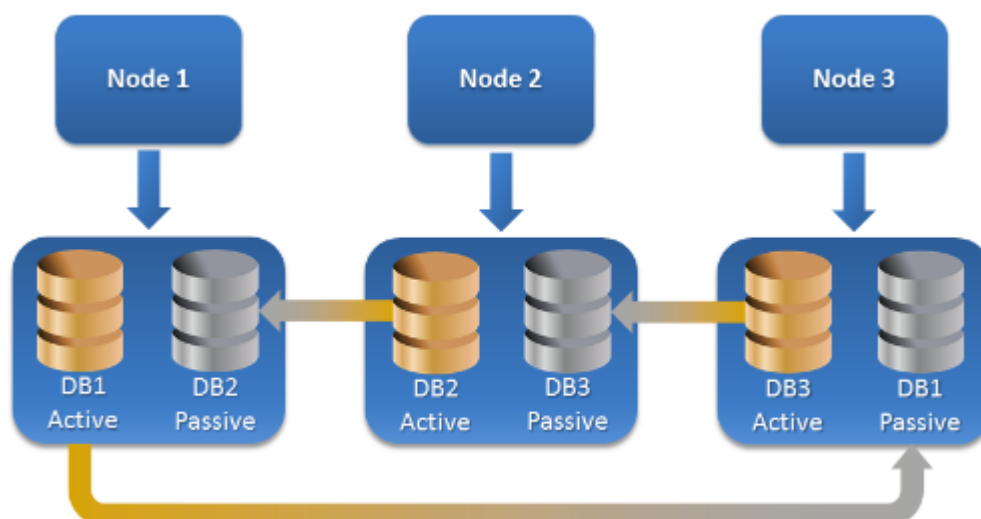 Node 1
Node 2
Node 3
DB1
Active
DB2
Passive
DB2
Active
DB3
Passive
DB3
Active
DB1
Passive